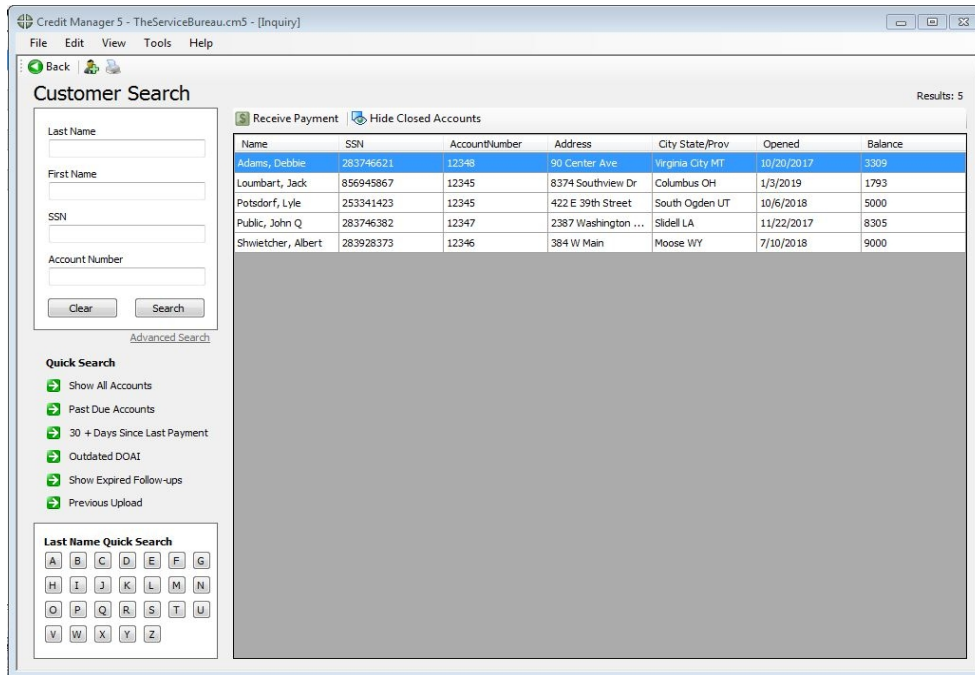 Credit Manager 5 - TheServiceBureau.cm5 - [Inquiry]
File Edit View Tools Help
Back
Customer Search
Results: 5
Last Name
First Name
SSN
Account Number
Clear Search
Advanced Search
Quick Search
Show All Accounts
Past Due Accounts
30 + Days Since Last Payment
Outdated DOAI
Show Expired Follow-ups
Previous Upload
Last Name Quick Search
A B C D E F G
H I J K L M N
O P Q R S T U
V W X Y Z
Receive Payment Hide Closed Accounts
Name SSN AccountNumber Address City State/Prov Opened Balance
Adams, Debbie 283746621 12348 90 Center Ave Virginia City MT 10/20/2017 3309
Loumbart, Jack 856945867 12345 8374 Southview Dr Columbus OH 1/3/2019 1793
Potsdorf, Lyle 253341423 12345 422 E 39th Street South Ogden UT 10/6/2018 5000
Public, John Q 283746382 12347 2387 Washington ... Slidell LA 11/22/2017 8305
Shwietcher, Albert 283928373 12346 384 W Main Moose WY 7/10/2018 9000